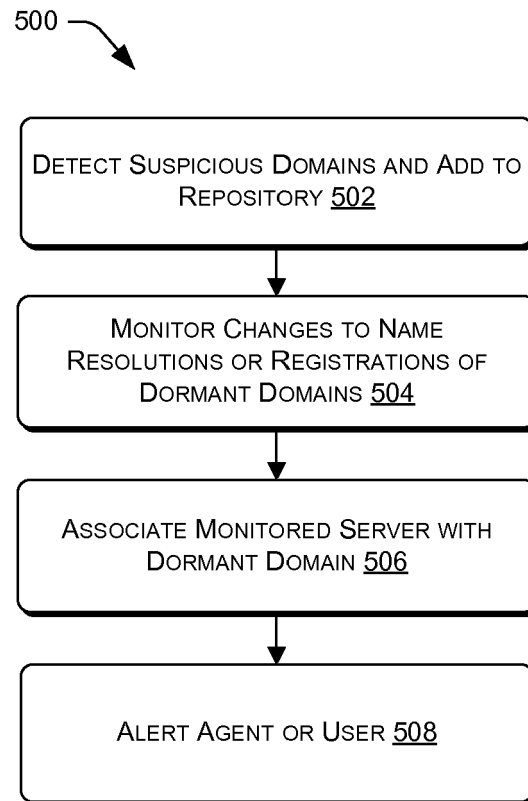 500
DETECT SUSPICIOUS DOMAINS AND ADD TO
REPOSITORY 502
MONITOR CHANGES TO NAME
RESOLUTIONS OR REGISTRATIONS OF
DORMANT DOMAINS 504
ASSOCIATE MONITORED SERVER WITH
DORMANT DOMAIN 506
ALERT AGENT OR USER 508